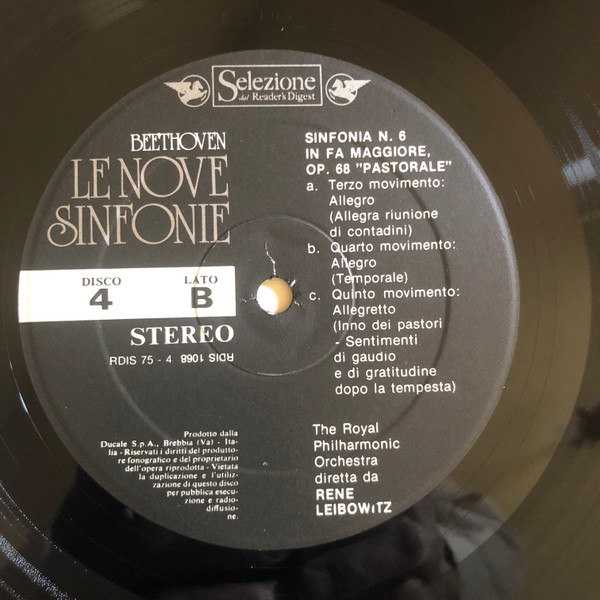 Selezione
dal Reader's Digest
BEETHOVEN
LE NOVE
SINFONIE
DISCO
4
LATO
B
STEREO
RDIS 75 - 4 RDIS 1068
Prodotto dalla
Ducale S.p.A., Brebbia (Va) - Ita-
lia - Riservati i diritti del produtto-
re fonografico e del proprietario
dell'opera riprodotta - Vietata
la duplicazione e l'utiliz-
zazione di questo disco
per pubblica esecu-
zione e radio-
diffusio-
ne.
SINFONIA N. 6
IN FA MAGGIORE,
OP. 68 "PASTORALE"
a. Terzo movimento:
Allegro
(Allegra riunione
di contadini)
b. Quarto movimento:
Allegro
(Temporale)
c. Quinto movimento:
Allegretto
(Inno dei pastori
- Sentimenti
di gaudio
e di gratitudine
dopo la tempesta)
The Royal
Philharmonic
Orchestra
diretta da
RENE
LEIBOWITZ